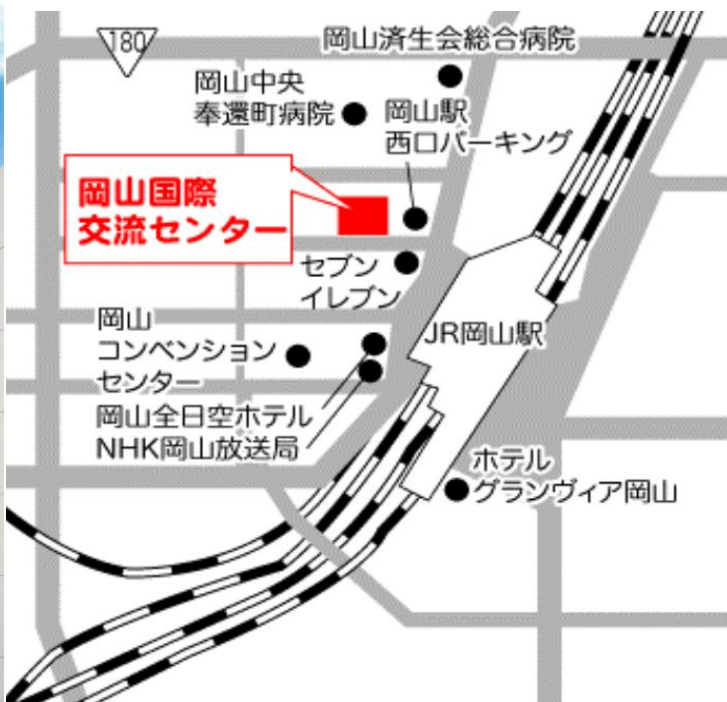 180
岡山済生会総合病院
岡山中央
奉還町病院
岡山駅
西口パーキング
岡山国際
交流センター
セブン
イレブン
JR岡山駅
岡山
コンベンション
センター
岡山全日空ホテル
NHK岡山放送局
ホテル
グランヴィア岡山